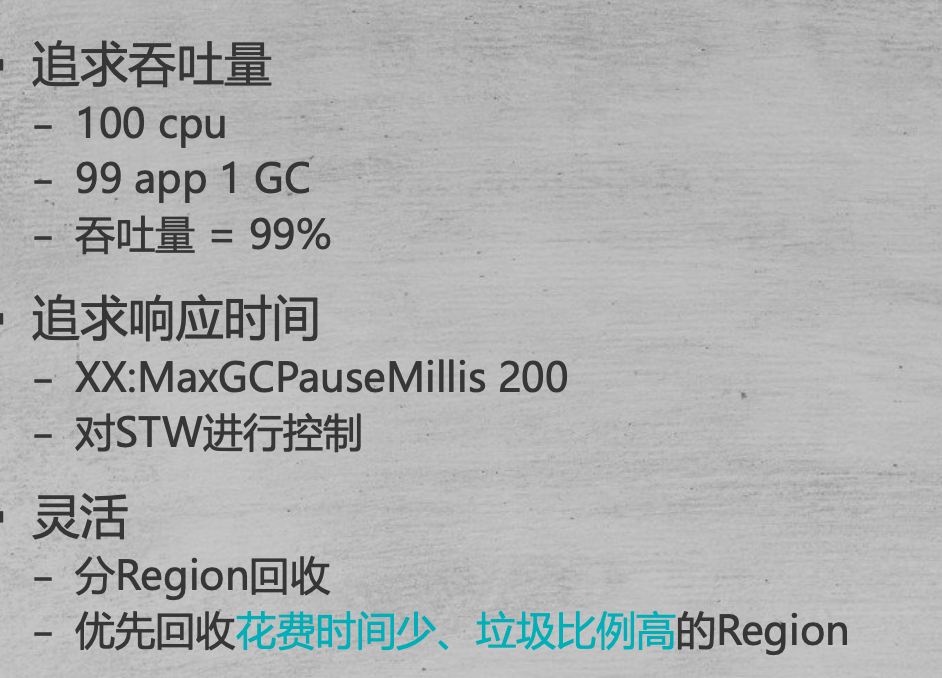 追求吞吐量
– 100 cpu
– 99 app 1 GC
– 吞吐量 = 99%
追求响应时间
– XX:MaxGCPauseMillis 200
– 对STW进行控制
灵活
– 分Region回收
– 优先回收花费时间少、垃圾比例高的Region